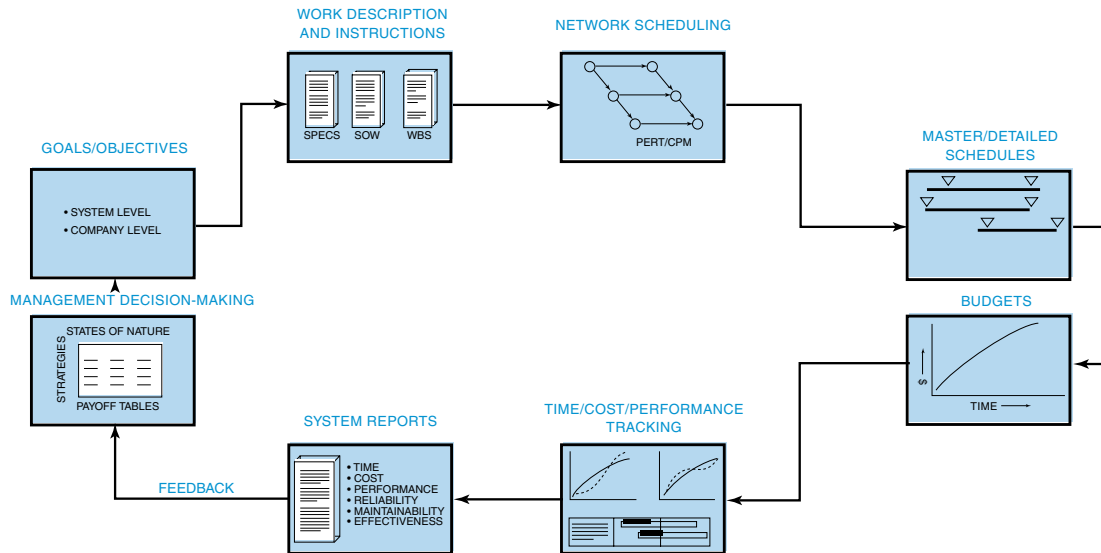 WORK DESCRIPTION
AND INSTRUCTIONS
SPECS
SOW
WBS
NETWORK SCHEDULING
PERT/CPM
MASTER/DETAILED
SCHEDULES
GOALS/OBJECTIVES
• SYSTEM LEVEL
• COMPANY LEVEL
MANAGEMENT DECISION-MAKING
STATES OF NATURE
STRATEGIES
PAYOFF TABLES
BUDGETS
$
TIME
SYSTEM REPORTS
• TIME
• COST
• PERFORMANCE
• RELIABILITY
• MAINTAINABILITY
• EFFECTIVENESS
TIME/COST/PERFORMANCE
TRACKING
FEEDBACK